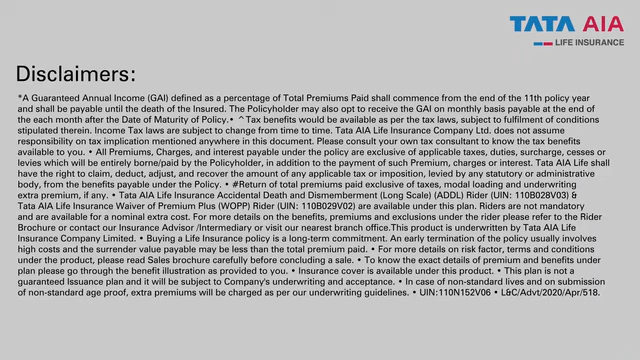 TATA AIA
LIFE INSURANCE
Disclaimers:
*A Guaranteed Annual Income (GAI) defined as a percentage of Total Premiums Paid shall commence from the end of the 11th policy year
and shall be payable until the death of the Insured. The Policyholder may also opt to receive the GAI on monthly basis payable at the end of
the each month after the Date of Maturity of Policy.• ^Tax benefits would be available as per the tax laws, subject to fulfilment of conditions
stipulated therein. Income Tax laws are subject to change from time to time. Tata AIA Life Insurance Company Ltd. does not assume
responsibility on tax implication mentioned anywhere in this document. Please consult your own tax consultant to know the tax benefits
available to you. • All Premiums, Charges, and interest payable under the policy are exclusive of applicable taxes, duties, surcharge, cesses or
levies which will be entirely borne/paid by the Policyholder, in addition to the payment of such Premium, charges or interest. Tata AIA Life shall
have the right to claim, deduct, adjust, and recover the amount of any applicable tax or imposition, levied by any statutory or administrative
body, from the benefits payable under the Policy. • #Return of total premiums paid exclusive of taxes, modal loading and underwriting
extra premium, if any. • Tata AIA Life Insurance Accidental Death and Dismemberment (Long Scale) (ADDL) Rider (UIN: 110B028V03) &
Tata AIA Life Insurance Waiver of Premium Plus (WOPP) Rider (UIN: 110B029V02) are available under this plan. Riders are not mandatory
and are available for a nominal extra cost. For more details on the benefits, premiums and exclusions under the rider please refer to the Rider
Brochure or contact our Insurance Advisor /Intermediary or visit our nearest branch office.This product is underwritten by Tata AIA Life
Insurance Company Limited. • Buying a Life Insurance policy is a long-term commitment. An early termination of the policy usually involves
high costs and the surrender value payable may be less than the total premium paid. • For more details on risk factor, terms and conditions
under the product, please read Sales brochure carefully before concluding a sale. • To know the exact details of premium and benefits under
plan please go through the benefit illustration as provided to you. • Insurance cover is available under this product. • This plan is not a
guaranteed Issuance plan and it will be subject to Company's underwriting and acceptance. • In case of non-standard lives and on submission
of non-standard age proof, extra premiums will be charged as per our underwriting guidelines. • UIN:110N152V06 • L&C/Advt/2020/Apr/518.